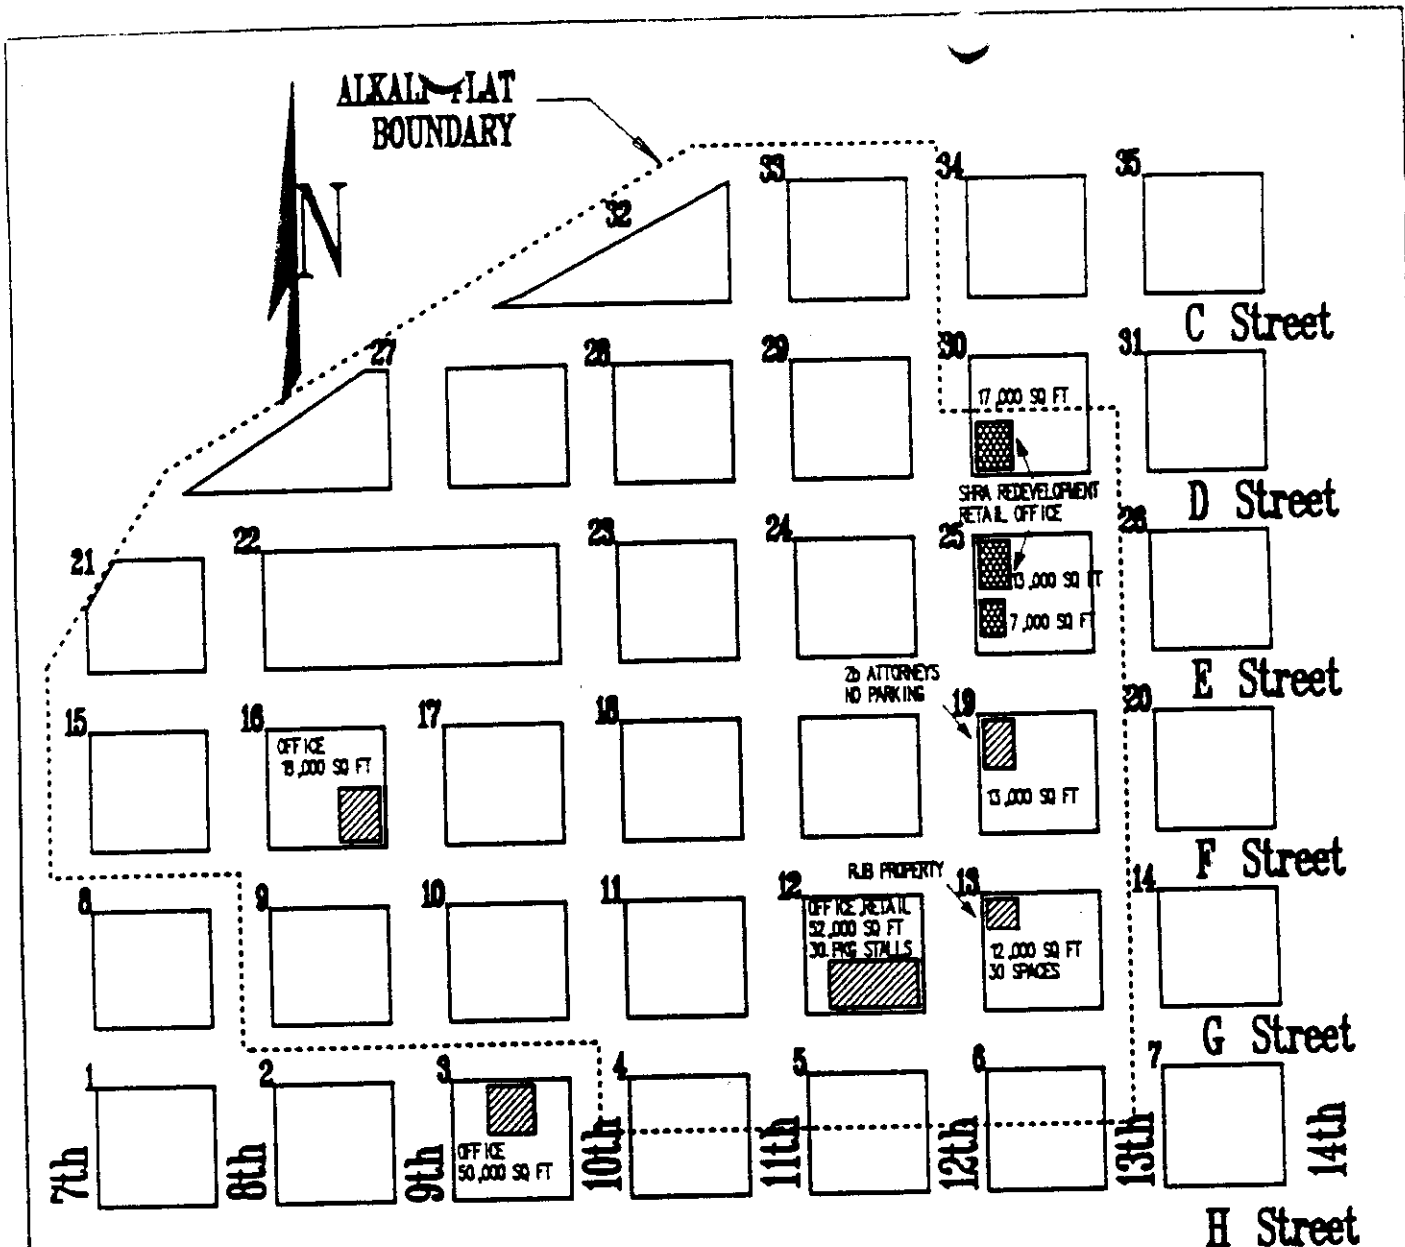 ALKALI FLAT
BOUNDARY
N
33
34
35
32
C Street
27
28
29
30
31
17,000 SQ FT
SHRA REDEVELOPMENT
RETAIL OFFICE
D Street
21
22
23
24
25
26
13,000 SQ FT
7,000 SQ FT
E Street
NO PARKING
15
16
17
18
19
20
OFFICE
18,000 SQ FT
13,000 SQ FT
F Street
RJB PROPERTY
8
9
10
11
12
13
14
OFFICE,RETAIL
52,000 SQ FT
30 PKG STALLS
12,000 SQ FT
30 SPACES
G Street
1
2
3
4
5
6
7
OFFICE
50,000 SQ FT
7th
8th
9th
10th
11th
12th
13th
14th
H Street